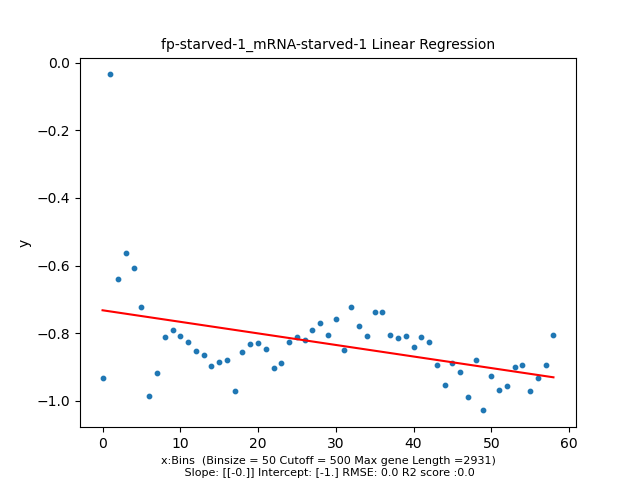 fp-starved-1_mRNA-starved-1 Linear Regression
0.0
−0.2
−0.4
−0.6
−0.8
−1.0
y
0 10 20 30 40 50 60
x:Bins  (Binsize = 50 Cutoff = 500 Max gene Length =2931)
Slope: [[-0.]] Intercept: [-1.] RMSE: 0.0 R2 score :0.0